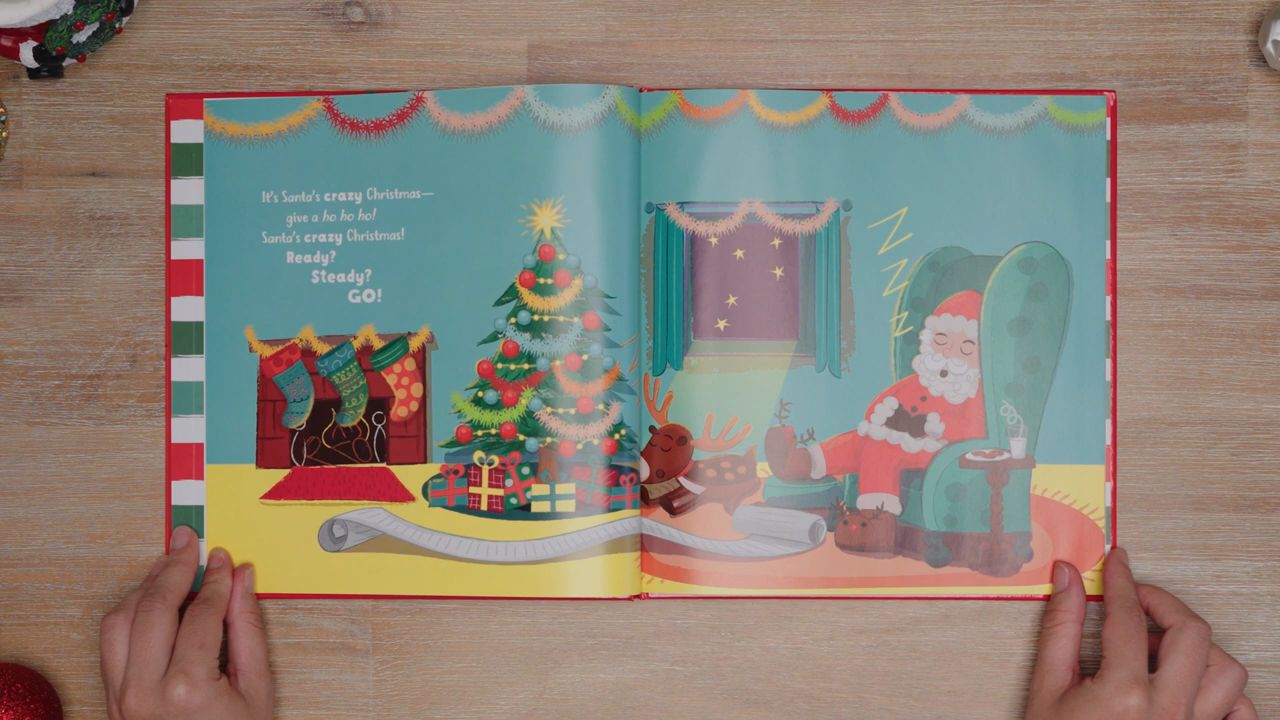 It's Santa's crazy Christmas—
give a ho ho ho!
Santa's crazy Christmas!
Ready?
Steady?
GO!